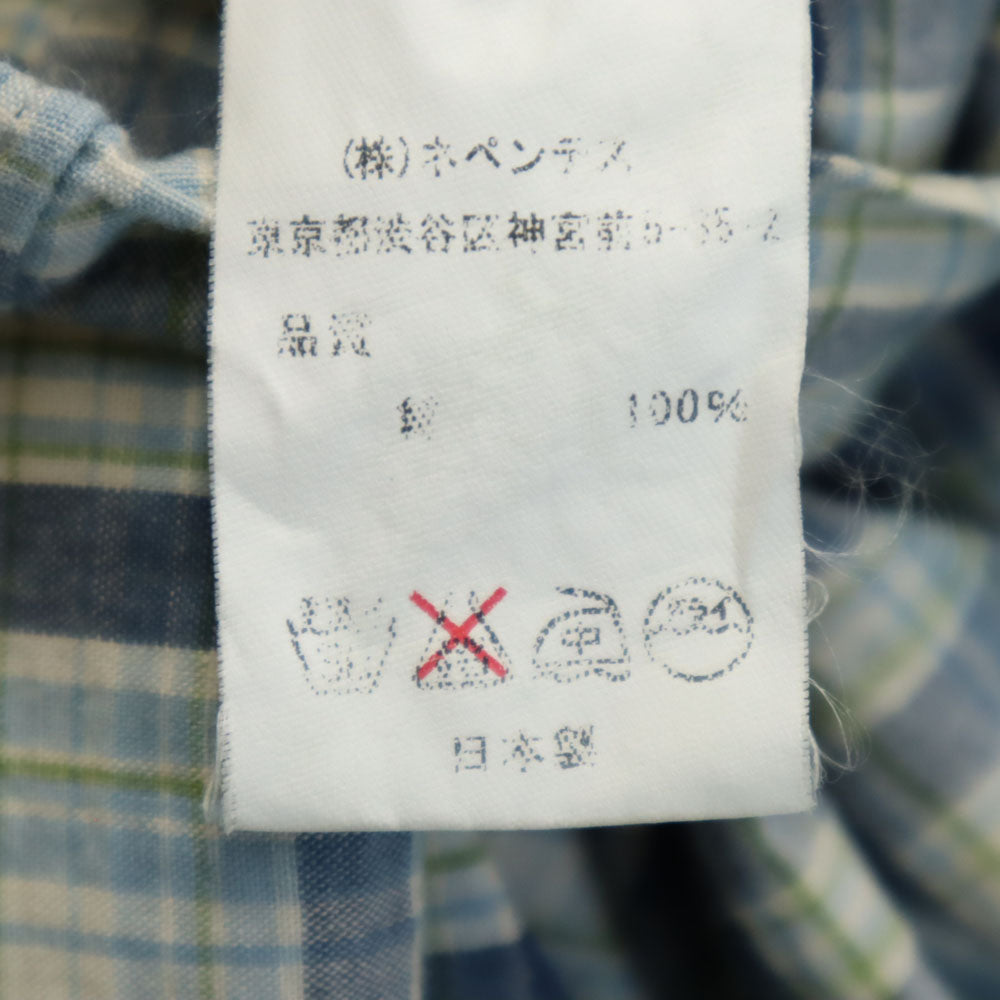 (株)ネペンテス
東京都渋谷区神宮前5-35-2
品質
綿 100%
中
ドライ
日本製